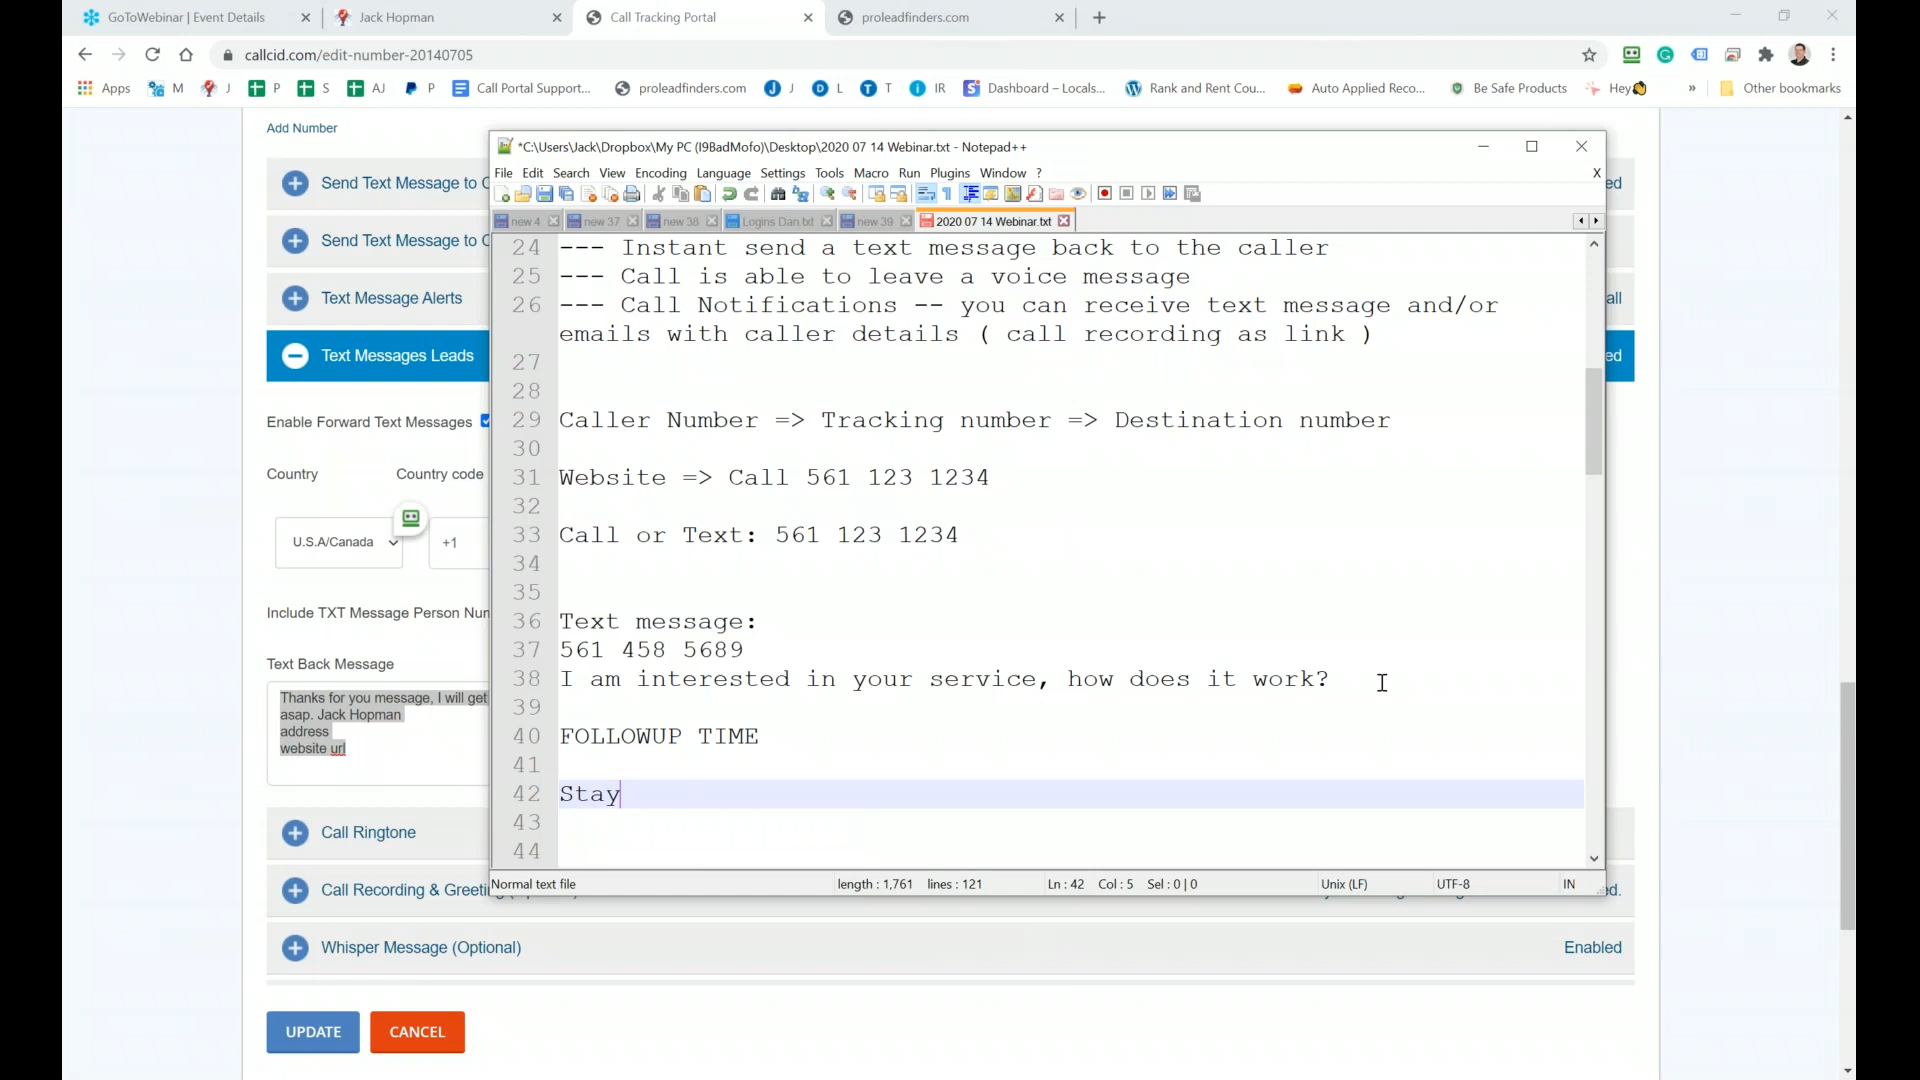 GoToWebinar | Event Details
Jack Hopman
Call Tracking Portal
proleadfinders.com
callcid.com/edit-number-20140705
Apps M J P S AJ P Call Portal Support... proleadfinders.com J L T IR Dashboard – Locals... Rank and Rent Cou... Auto Applied Reco... Be Safe Products Hey » Other bookmarks
Add Number
*C:\Users\Jack\Dropbox\My PC (I9BadMofo)\Desktop\2020 07 14 Webinar.txt - Notepad++
File Edit Search View Encoding Language Settings Tools Macro Run Plugins Window ? X
new 4 new 37 new 38 Logins Dan.txt new 39 2020 07 14 Webinar.txt
Send Text Message to C
ed
Send Text Message to C
Text Message Alerts
all
Text Messages Leads
ed
Enable Forward Text Messages
Country Country code
U.S.A/Canada +1
Include TXT Message Person Num
Text Back Message
Thanks for you message, I will get
asap. Jack Hopman
address
website url
24 --- Instant send a text message back to the caller
25 --- Call is able to leave a voice message
26 --- Call Notifications -- you can receive text message and/or
emails with caller details ( call recording as link )
27
28
29 Caller Number => Tracking number => Destination number
30
31 Website => Call 561 123 1234
32
33 Call or Text: 561 123 1234
34
35
36 Text message:
37 561 458 5689
38 I am interested in your service, how does it work?
39
40 FOLLOWUP TIME
41
42 Stay
43
44
Normal text file length : 1,761 lines : 121 Ln : 42 Col : 5 Sel : 0 | 0 Unix (LF) UTF-8 IN
Call Ringtone
Call Recording & Greeti
ed.
Whisper Message (Optional) Enabled
UPDATE CANCEL